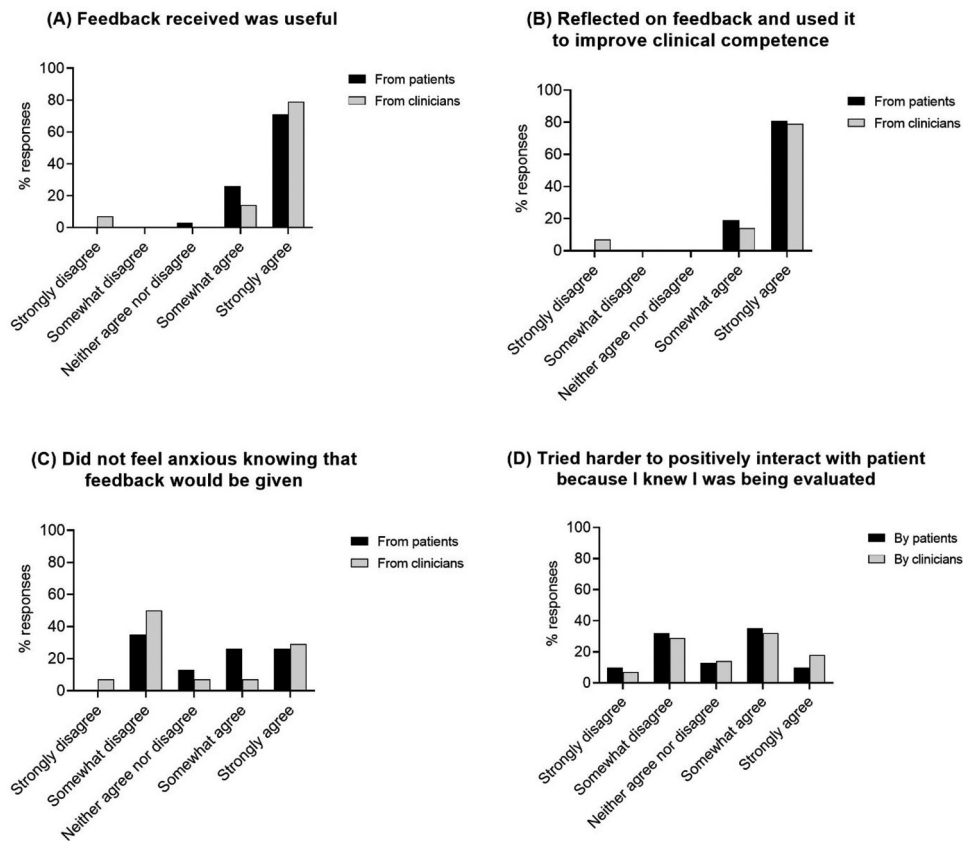 (A) Feedback received was useful
100
80
60
40
20
0
% responses
From patients
From clinicians
Strongly disagree
Somewhat disagree
Neither agree nor disagree
Somewhat agree
Strongly agree
(B) Reflected on feedback and used it
to improve clinical competence
100
80
60
40
20
0
% responses
From patients
From clinicians
Strongly disagree
Somewhat disagree
Neither agree nor disagree
Somewhat agree
Strongly agree
(C) Did not feel anxious knowing that
feedback would be given
100
80
60
40
20
0
% responses
From patients
From clinicians
Strongly disagree
Somewhat disagree
Neither agree nor disagree
Somewhat agree
Strongly agree
(D) Tried harder to positively interact with patient
because I knew I was being evaluated
100
80
60
40
20
0
% responses
By patients
By clinicians
Strongly disagree
Somewhat disagree
Neither agree nor disagree
Somewhat agree
Strongly agree